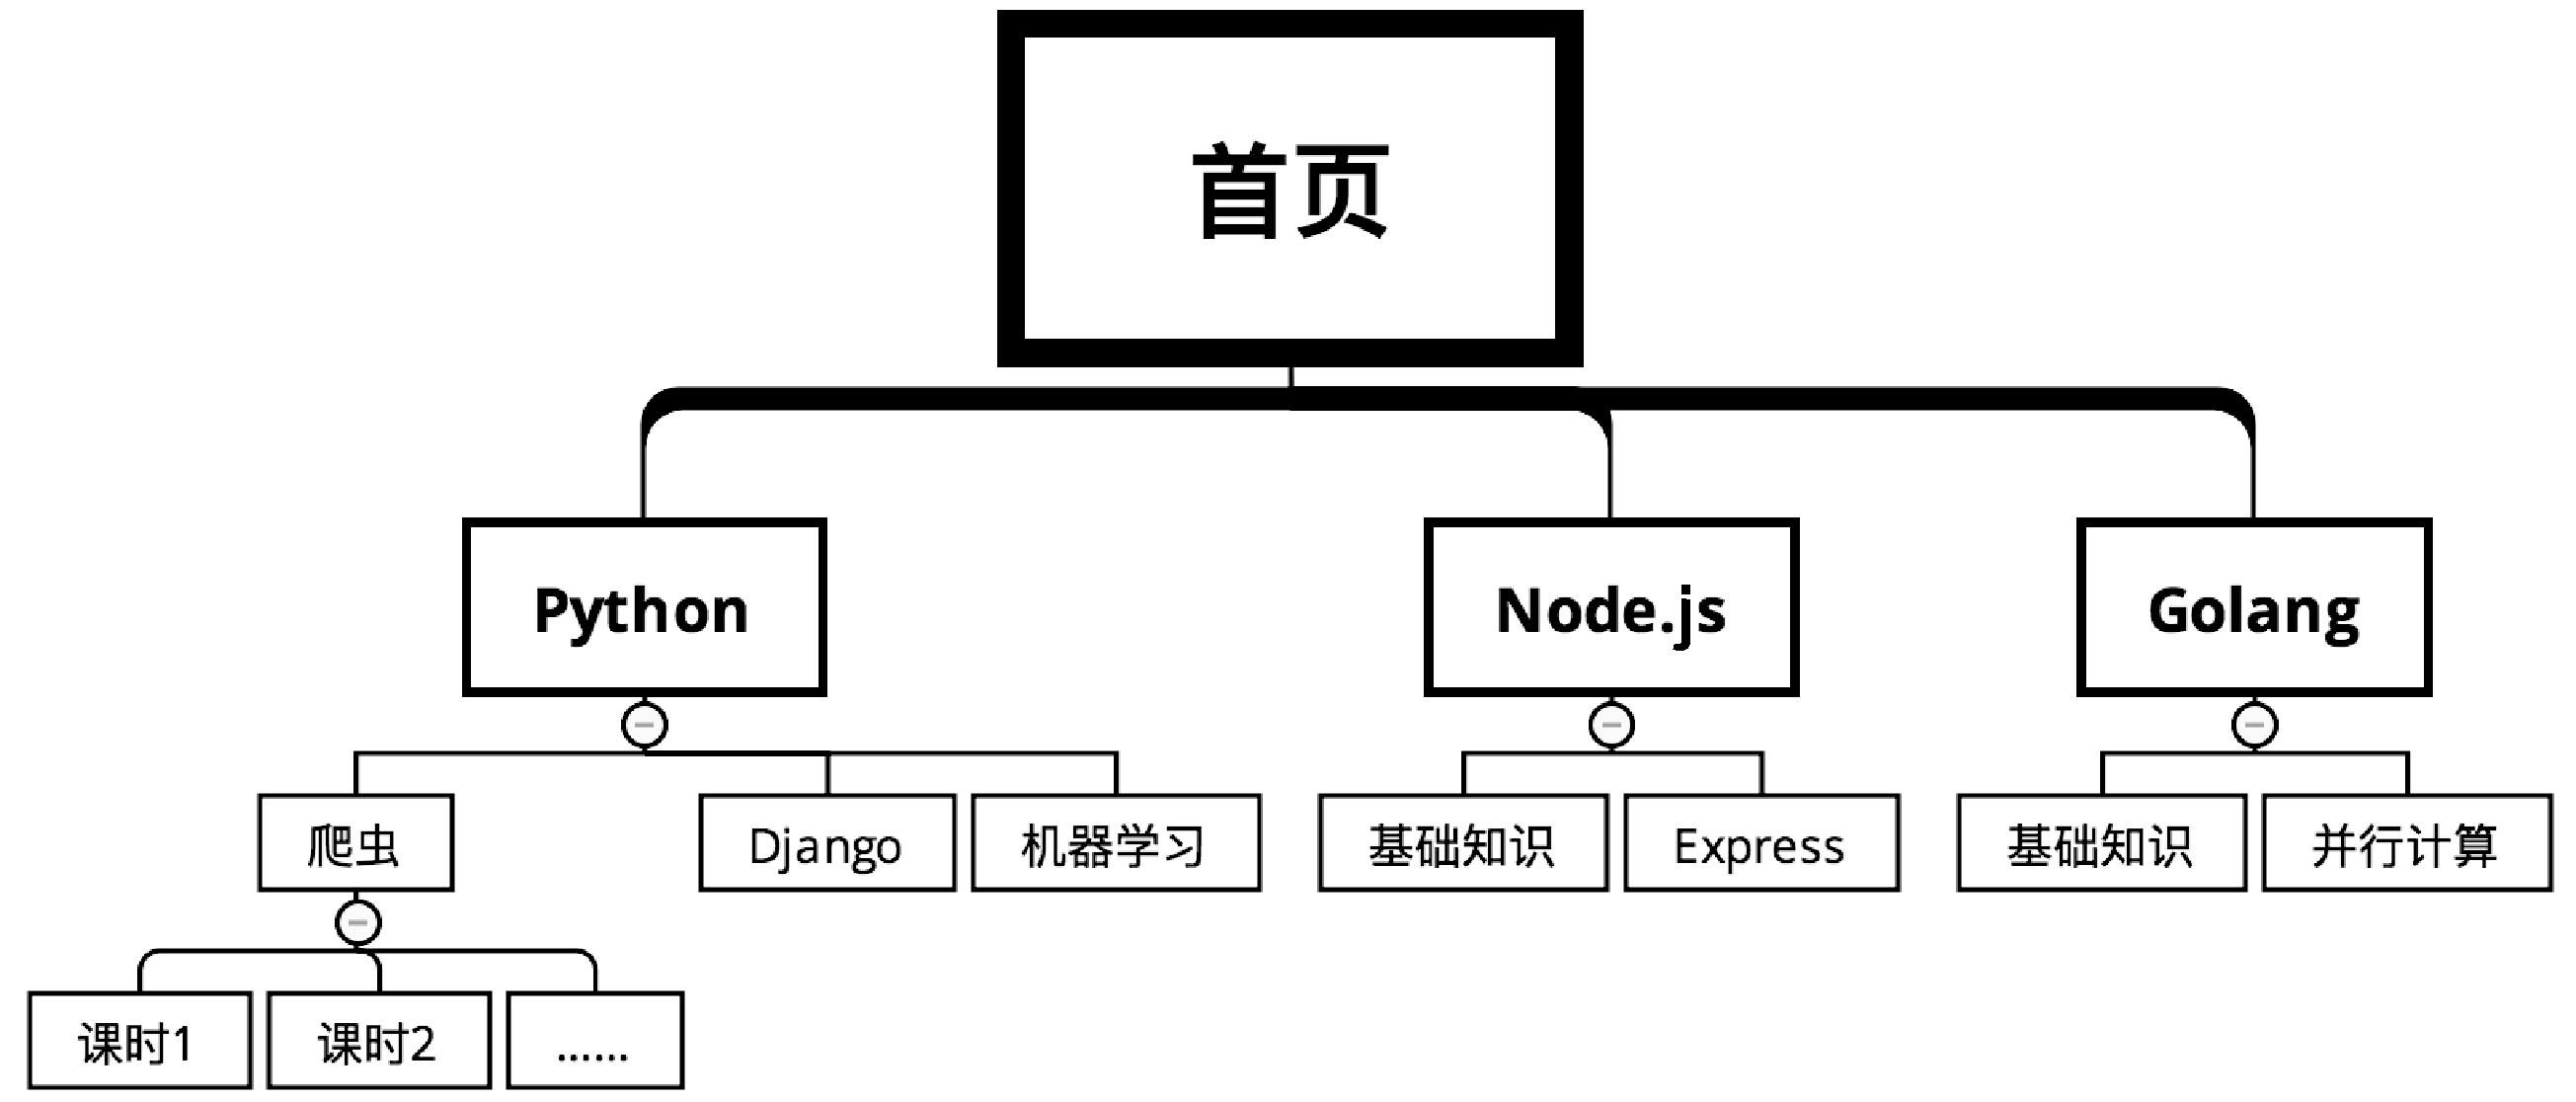 首页
Python
Node.js
Golang
爬虫
Django
机器学习
基础知识
Express
基础知识
并行计算
课时1
课时2
......